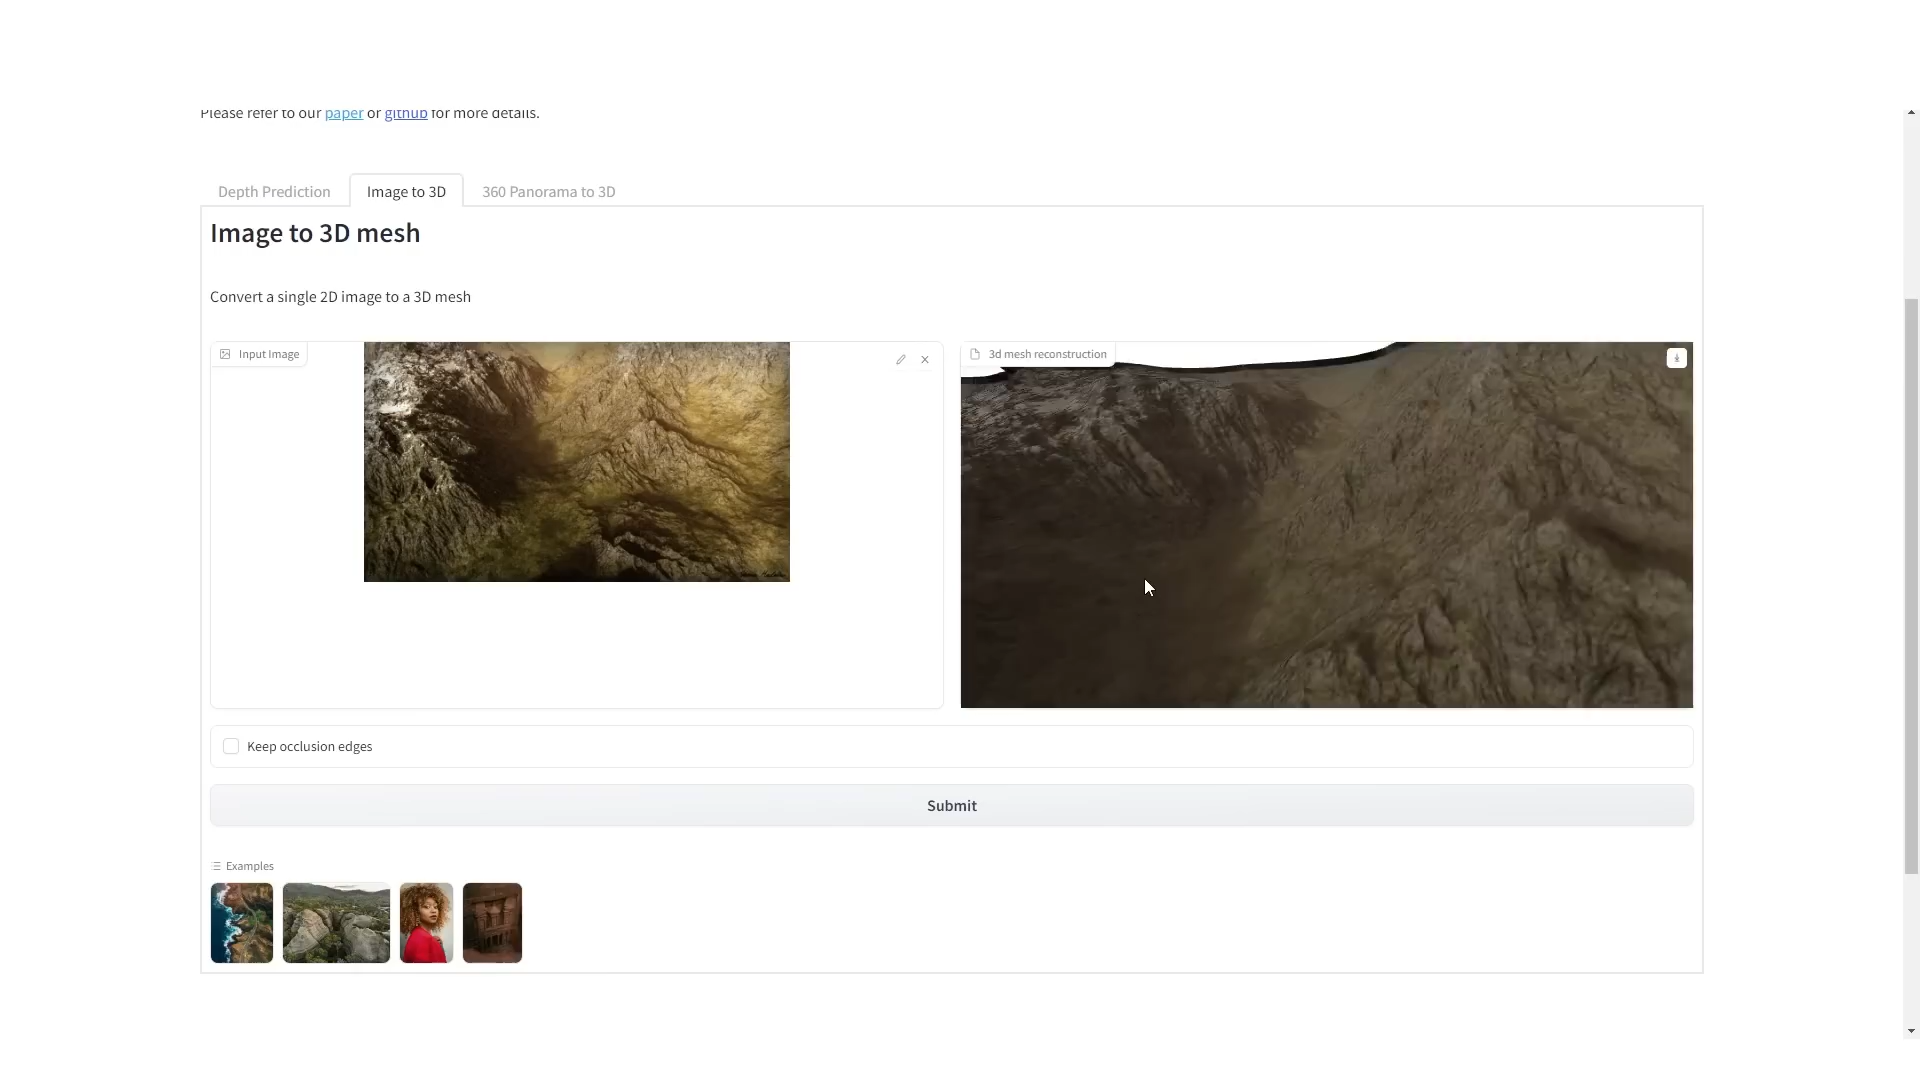 Please refer to our paper or github for more details.
Depth Prediction
Image to 3D
360 Panorama to 3D
Image to 3D mesh
Convert a single 2D image to a 3D mesh
Input Image
3d mesh reconstruction
Keep occlusion edges
Submit
Examples